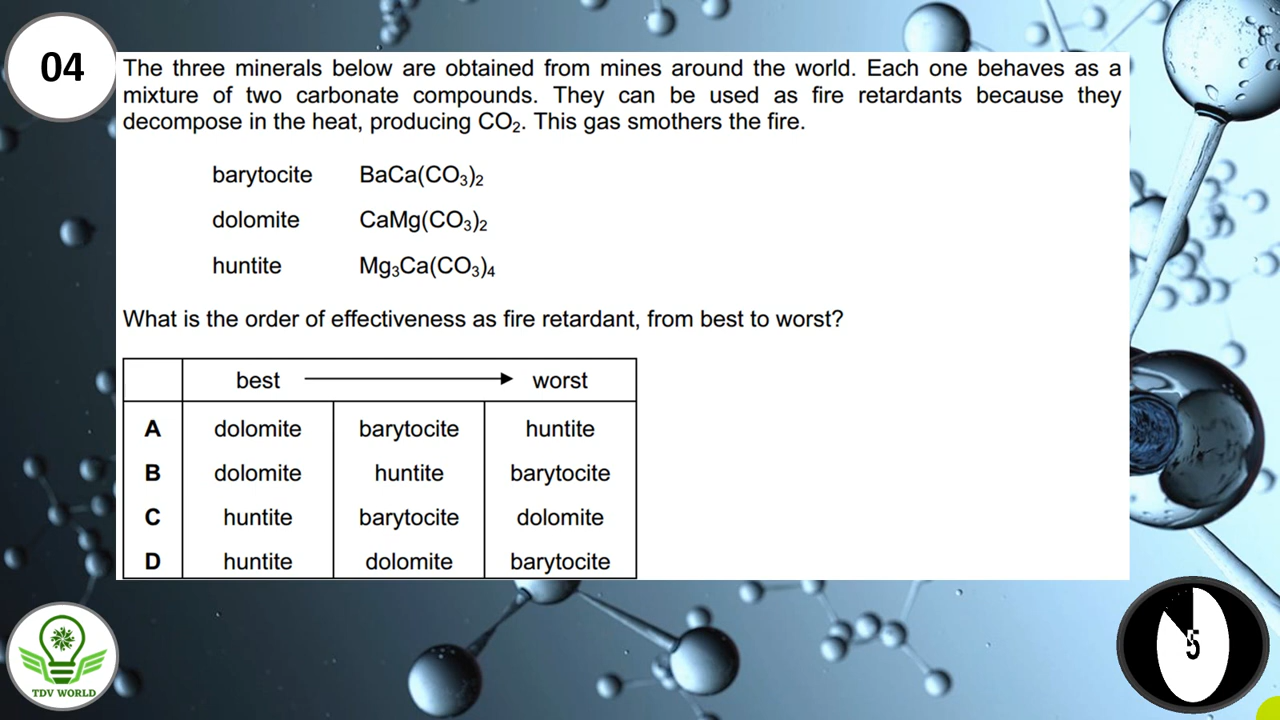 04
The three minerals below are obtained from mines around the world. Each one behaves as a
mixture of two carbonate compounds. They can be used as fire retardants because they
decompose in the heat, producing CO₂. This gas smothers the fire.
barytocite BaCa(CO₃)₂
dolomite CaMg(CO₃)₂
huntite Mg₃Ca(CO₃)₄
What is the order of effectiveness as fire retardant, from best to worst?
best worst
A dolomite barytocite huntite
B dolomite huntite barytocite
C huntite barytocite dolomite
D huntite dolomite barytocite
TDV WORLD
5